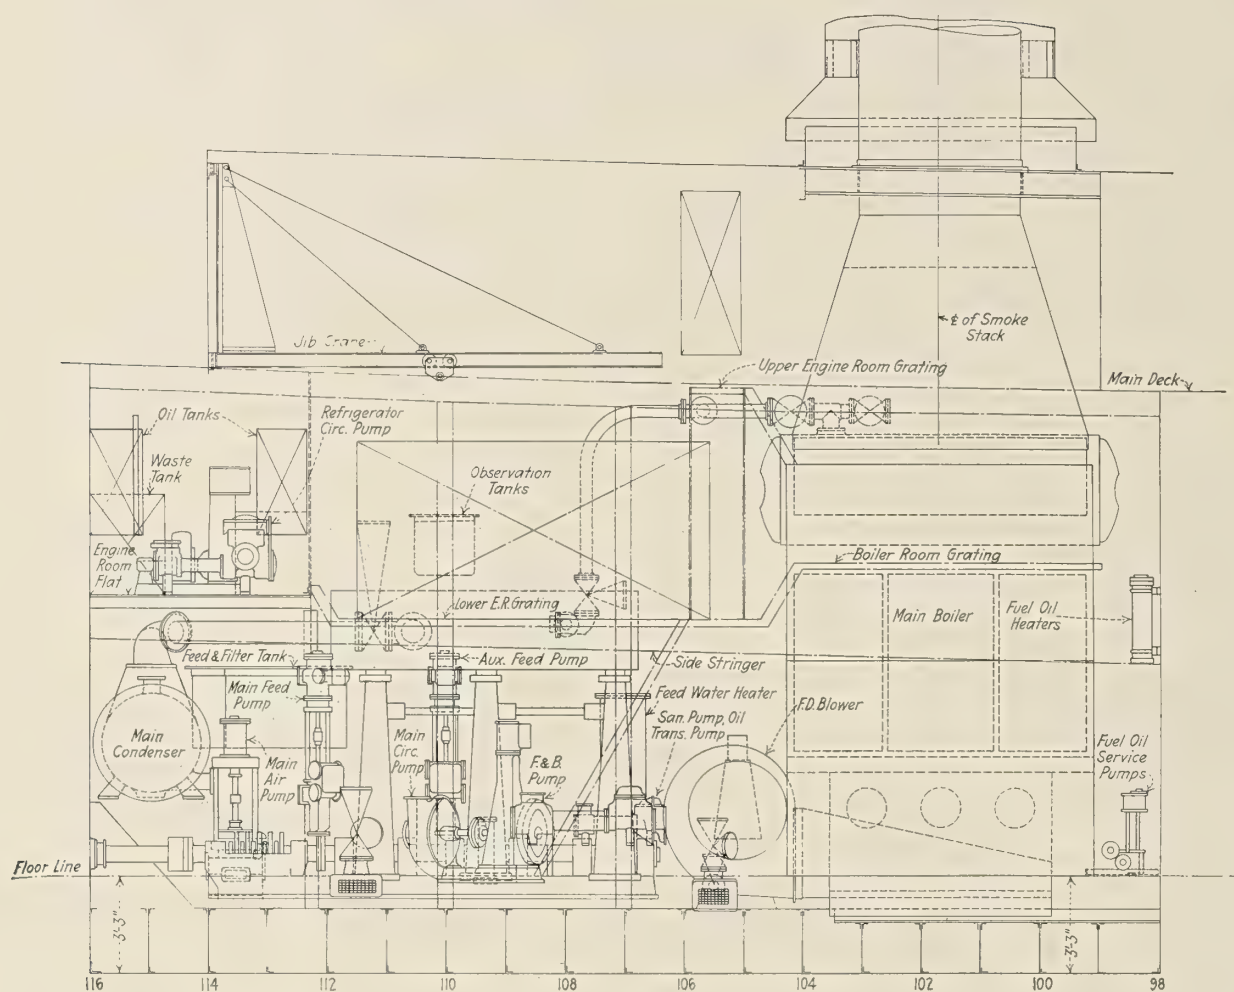 ℄ of Smoke
Stack
Jib Crane
Upper Engine Room Grating
Main Deck
Oil Tanks
Refrigerator
Circ. Pump
Waste
Tank
Observation
Tanks
Engine
Room
Flat
Boiler Room Grating
Lower E.R. Grating
Main Boiler
Fuel Oil
Heaters
Feed & Filter Tank
Aux. Feed Pump
Side Stringer
Main Feed
Pump
Feed Water Heater
San. Pump, Oil
Trans. Pump
F.D. Blower
Main
Condenser
Main
Circ.
Pump
Main
Air
Pump
F. & B.
Pump
Fuel Oil
Service
Pumps
Floor Line
3'-3"
3'-3"
116 114 112 110 108 106 104 102 100 98